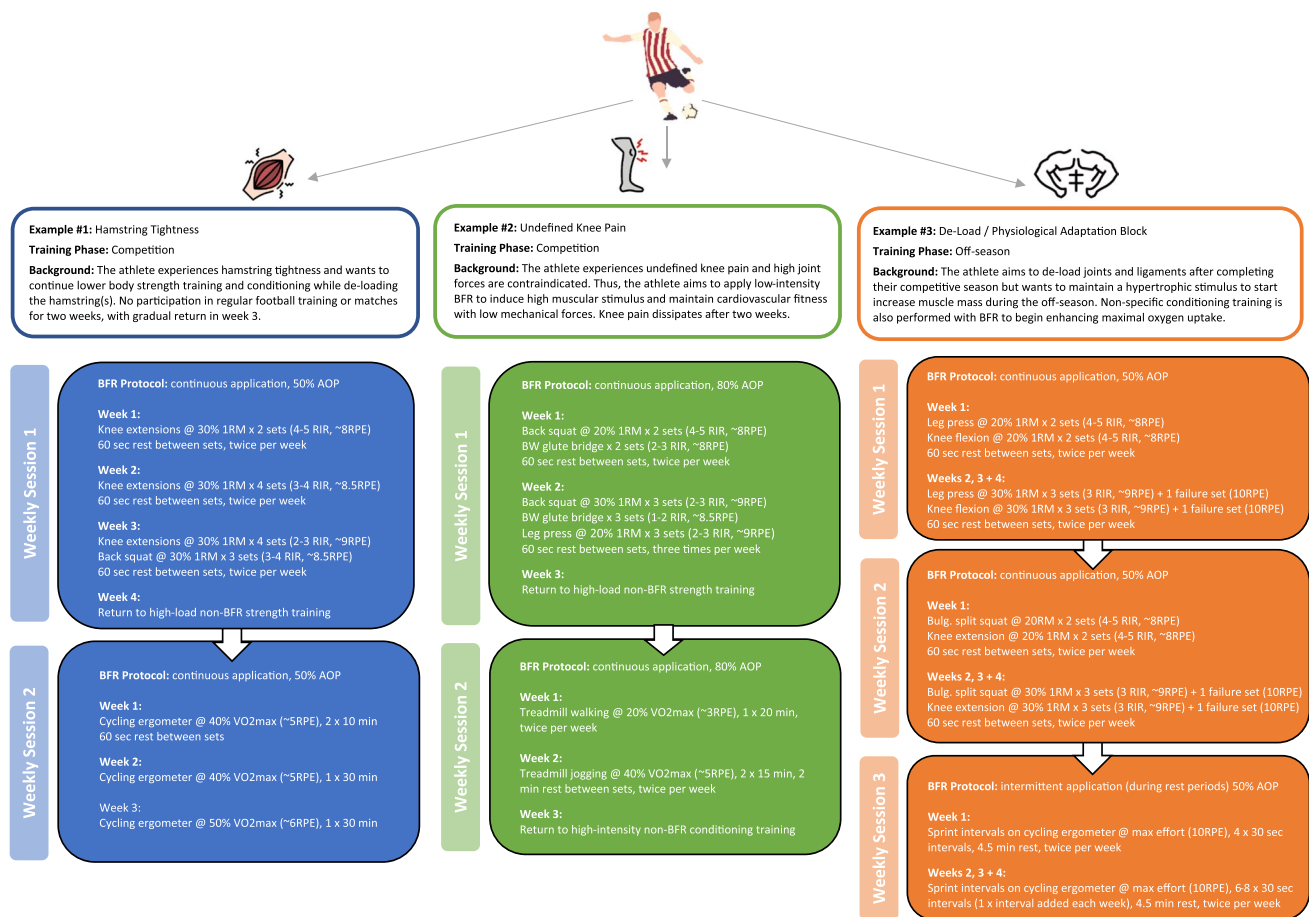 Example #1: Hamstring Tightness
Training Phase: Competition
Background: The athlete experiences hamstring tightness and wants to
continue lower body strength training and conditioning while de-loading
the hamstring(s). No participation in regular football training or matches
for two weeks, with gradual return in week 3.
Weekly Session 1
BFR Protocol: continuous application, 50% AOP
Week 1:
Knee extensions @ 30% 1RM x 2 sets (4-5 RIR, ~8RPE)
60 sec rest between sets, twice per week
Week 2:
Knee extensions @ 30% 1RM x 4 sets (3-4 RIR, ~8.5RPE)
60 sec rest between sets, twice per week
Week 3:
Knee extensions @ 30% 1RM x 4 sets (2-3 RIR, ~9RPE)
Back squat @ 30% 1RM x 3 sets (3-4 RIR, ~8.5RPE)
60 sec rest between sets, twice per week
Week 4:
Return to high-load non-BFR strength training
Weekly Session 2
BFR Protocol: continuous application, 50% AOP
Week 1:
Cycling ergometer @ 40% VO2max (~5RPE), 2 x 10 min
60 sec rest between sets
Week 2:
Cycling ergometer @ 40% VO2max (~5RPE), 1 x 30 min
Week 3:
Cycling ergometer @ 50% VO2max (~6RPE), 1 x 30 min
Example #2: Undefined Knee Pain
Training Phase: Competition
Background: The athlete experiences undefined knee pain and high joint
forces are contraindicated. Thus, the athlete aims to apply low-intensity
BFR to induce high muscular stimulus and maintain cardiovascular fitness
with low mechanical forces. Knee pain dissipates after two weeks.
Weekly Session 1
BFR Protocol: continuous application, 80% AOP
Week 1:
Back squat @ 20% 1RM x 2 sets (4-5 RIR, ~8RPE)
BW glute bridge x 2 sets (2-3 RIR, ~8RPE)
60 sec rest between sets, twice per week
Week 2:
Back squat @ 30% 1RM x 3 sets (2-3 RIR, ~9RPE)
BW glute bridge x 3 sets (1-2 RIR, ~8.5RPE)
Leg press @ 20% 1RM x 3 sets (2-3 RIR, ~9RPE)
60 sec rest between sets, three times per week
Week 3:
Return to high-load non-BFR strength training
Weekly Session 2
BFR Protocol: continuous application, 80% AOP
Week 1:
Treadmill walking @ 20% VO2max (~3RPE), 1 x 20 min,
twice per week
Week 2:
Treadmill jogging @ 40% VO2max (~5RPE), 2 x 15 min, 2
min rest between sets, twice per week
Week 3:
Return to high-intensity non-BFR conditioning training
Example #3: De-Load / Physiological Adaptation Block
Training Phase: Off-season
Background: The athlete aims to de-load joints and ligaments after completing
their competitive season but wants to maintain a hypertrophic stimulus to start
increase muscle mass during the off-season. Non-specific conditioning training is
also performed with BFR to begin enhancing maximal oxygen uptake.
Weekly Session 1
BFR Protocol: continuous application, 50% AOP
Week 1:
Leg press @ 20% 1RM x 2 sets (4-5 RIR, ~8RPE)
Knee flexion @ 20% 1RM x 2 sets (4-5 RIR, ~8RPE)
60 sec rest between sets, twice per week
Weeks 2, 3 + 4:
Leg press @ 30% 1RM x 3 sets (3 RIR, ~9RPE) + 1 failure set (10RPE)
Knee flexion @ 30% 1RM x 3 sets (3 RIR, ~9RPE) + 1 failure set (10RPE)
60 sec rest between sets, twice per week
Weekly Session 2
BFR Protocol: continuous application, 50% AOP
Week 1:
Bulg. split squat @ 20RM x 2 sets (4-5 RIR, ~8RPE)
Knee extension @ 20% 1RM x 2 sets (4-5 RIR, ~8RPE)
60 sec rest between sets, twice per week
Weeks 2, 3 + 4:
Bulg. split squat @ 30% 1RM x 3 sets (3 RIR, ~9RPE) + 1 failure set (10RPE)
Knee extension @ 30% 1RM x 3 sets (3 RIR, ~9RPE) + 1 failure set (10RPE)
60 sec rest between sets, twice per week
Weekly Session 3
BFR Protocol: intermittent application (during rest periods) 50% AOP
Week 1:
Sprint intervals on cycling ergometer @ max effort (10RPE), 4 x 30 sec
intervals, 4.5 min rest, twice per week
Weeks 2, 3 + 4:
Sprint intervals on cycling ergometer @ max effort (10RPE), 6-8 x 30 sec
intervals (1 x interval added each week), 4.5 min rest, twice per week